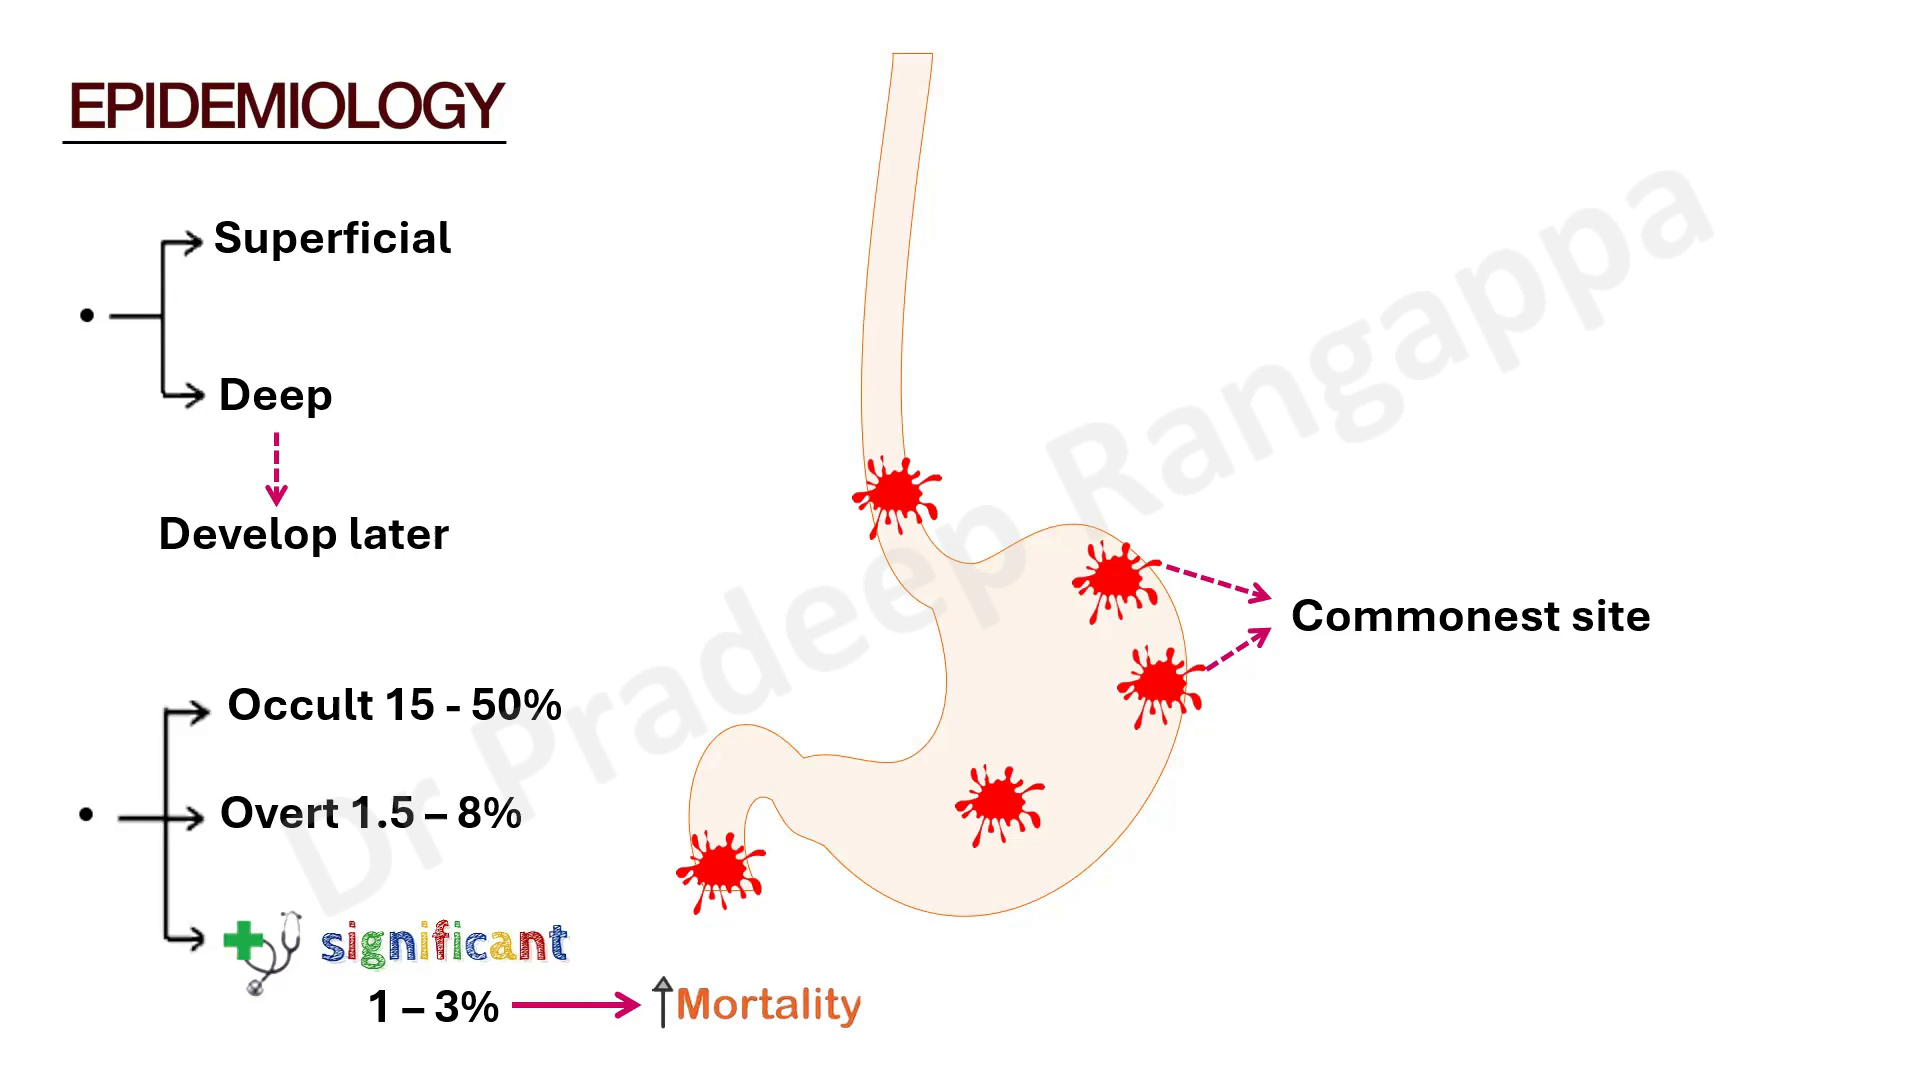 EPIDEMIOLOGY
Superficial
Deep
Develop later
Commonest site
Occult 15 - 50%
Overt 1.5 – 8%
significant
1 – 3%
Mortality
Dr Pradeep Rangappa